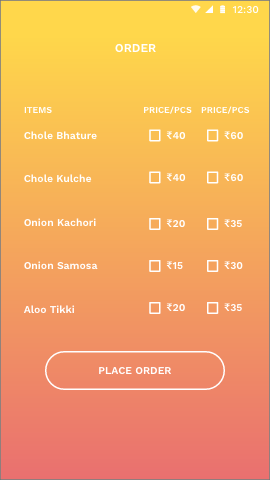 12:30
ORDER
ITEMS PRICE/PCS PRICE/PCS
Chole Bhature ₹40 ₹60
Chole Kulche ₹40 ₹60
Onion Kachori ₹20 ₹35
Onion Samosa ₹15 ₹30
Aloo Tikki ₹20 ₹35
PLACE ORDER